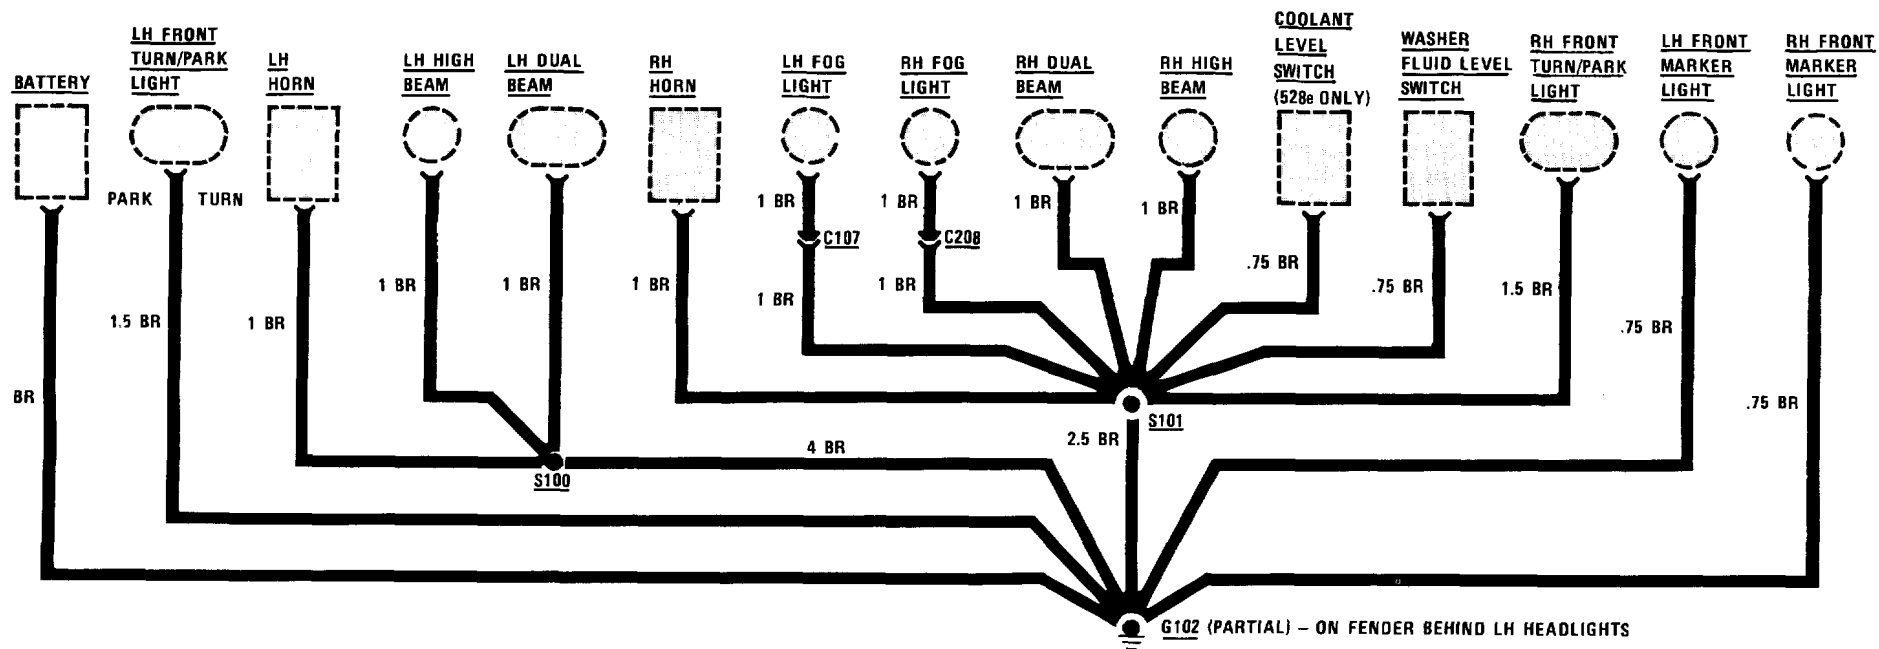 BATTERY
LH FRONT
TURN/PARK
LIGHT
LH
HORN
LH HIGH
BEAM
LH DUAL
BEAM
RH
HORN
LH FOG
LIGHT
RH FOG
LIGHT
RH DUAL
BEAM
RH HIGH
BEAM
COOLANT
LEVEL
SWITCH
(528e ONLY)
WASHER
FLUID LEVEL
SWITCH
RH FRONT
TURN/PARK
LIGHT
LH FRONT
MARKER
LIGHT
RH FRONT
MARKER
LIGHT
PARK
TURN
1 BR
1 BR
1 BR
1 BR
C107
C208
.75 BR
1 BR
1 BR
1 BR
1 BR
1 BR
.75 BR
1.5 BR
1.5 BR
1 BR
.75 BR
BR
.75 BR
S101
2.5 BR
4 BR
S100
G102 (PARTIAL) – ON FENDER BEHIND LH HEADLIGHTS